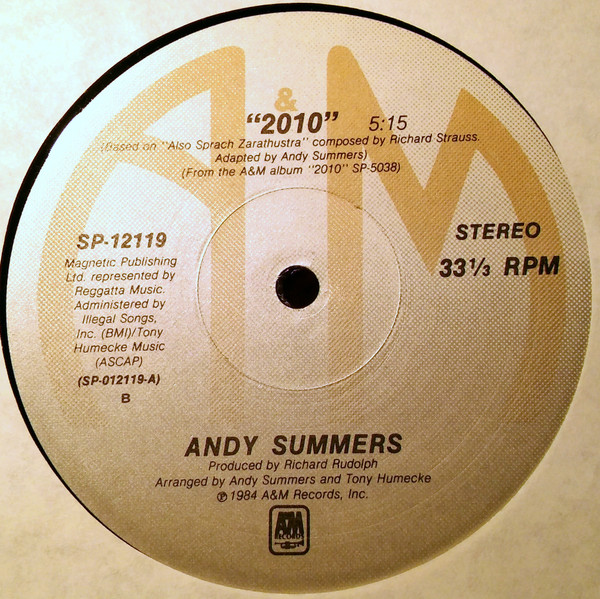 A&M
"2010" 5:15
(Based on "Also Sprach Zarathustra" composed by Richard Strauss.
Adapted by Andy Summers)
(From the A&M album "2010" SP-5038)
SP-12119
Magnetic Publishing
Ltd. represented by
Reggatta Music.
Administered by
Illegal Songs,
Inc. (BMI)/Tony
Humecke Music
(ASCAP)
(SP-012119-A)
B
STEREO
33 1/3 RPM
ANDY SUMMERS
Produced by Richard Rudolph
Arranged by Andy Summers and Tony Humecke
℗ 1984 A&M Records, Inc.
A&M
RECORDS